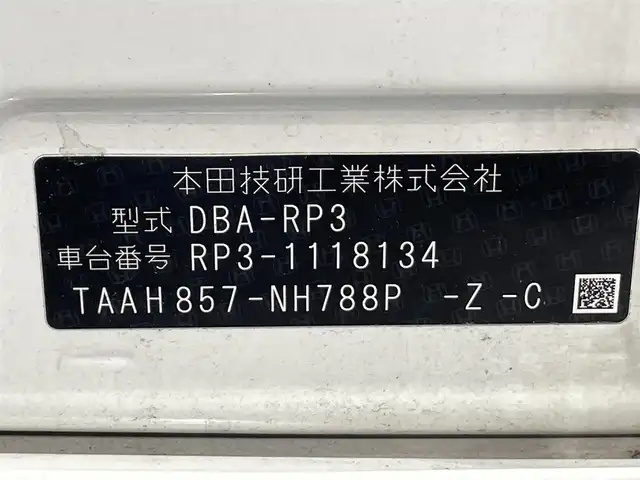 本田技研工業株式会社
型式 DBA-RP3
車台番号 RP3-1118134
TAAH857-NH788P -Z-C